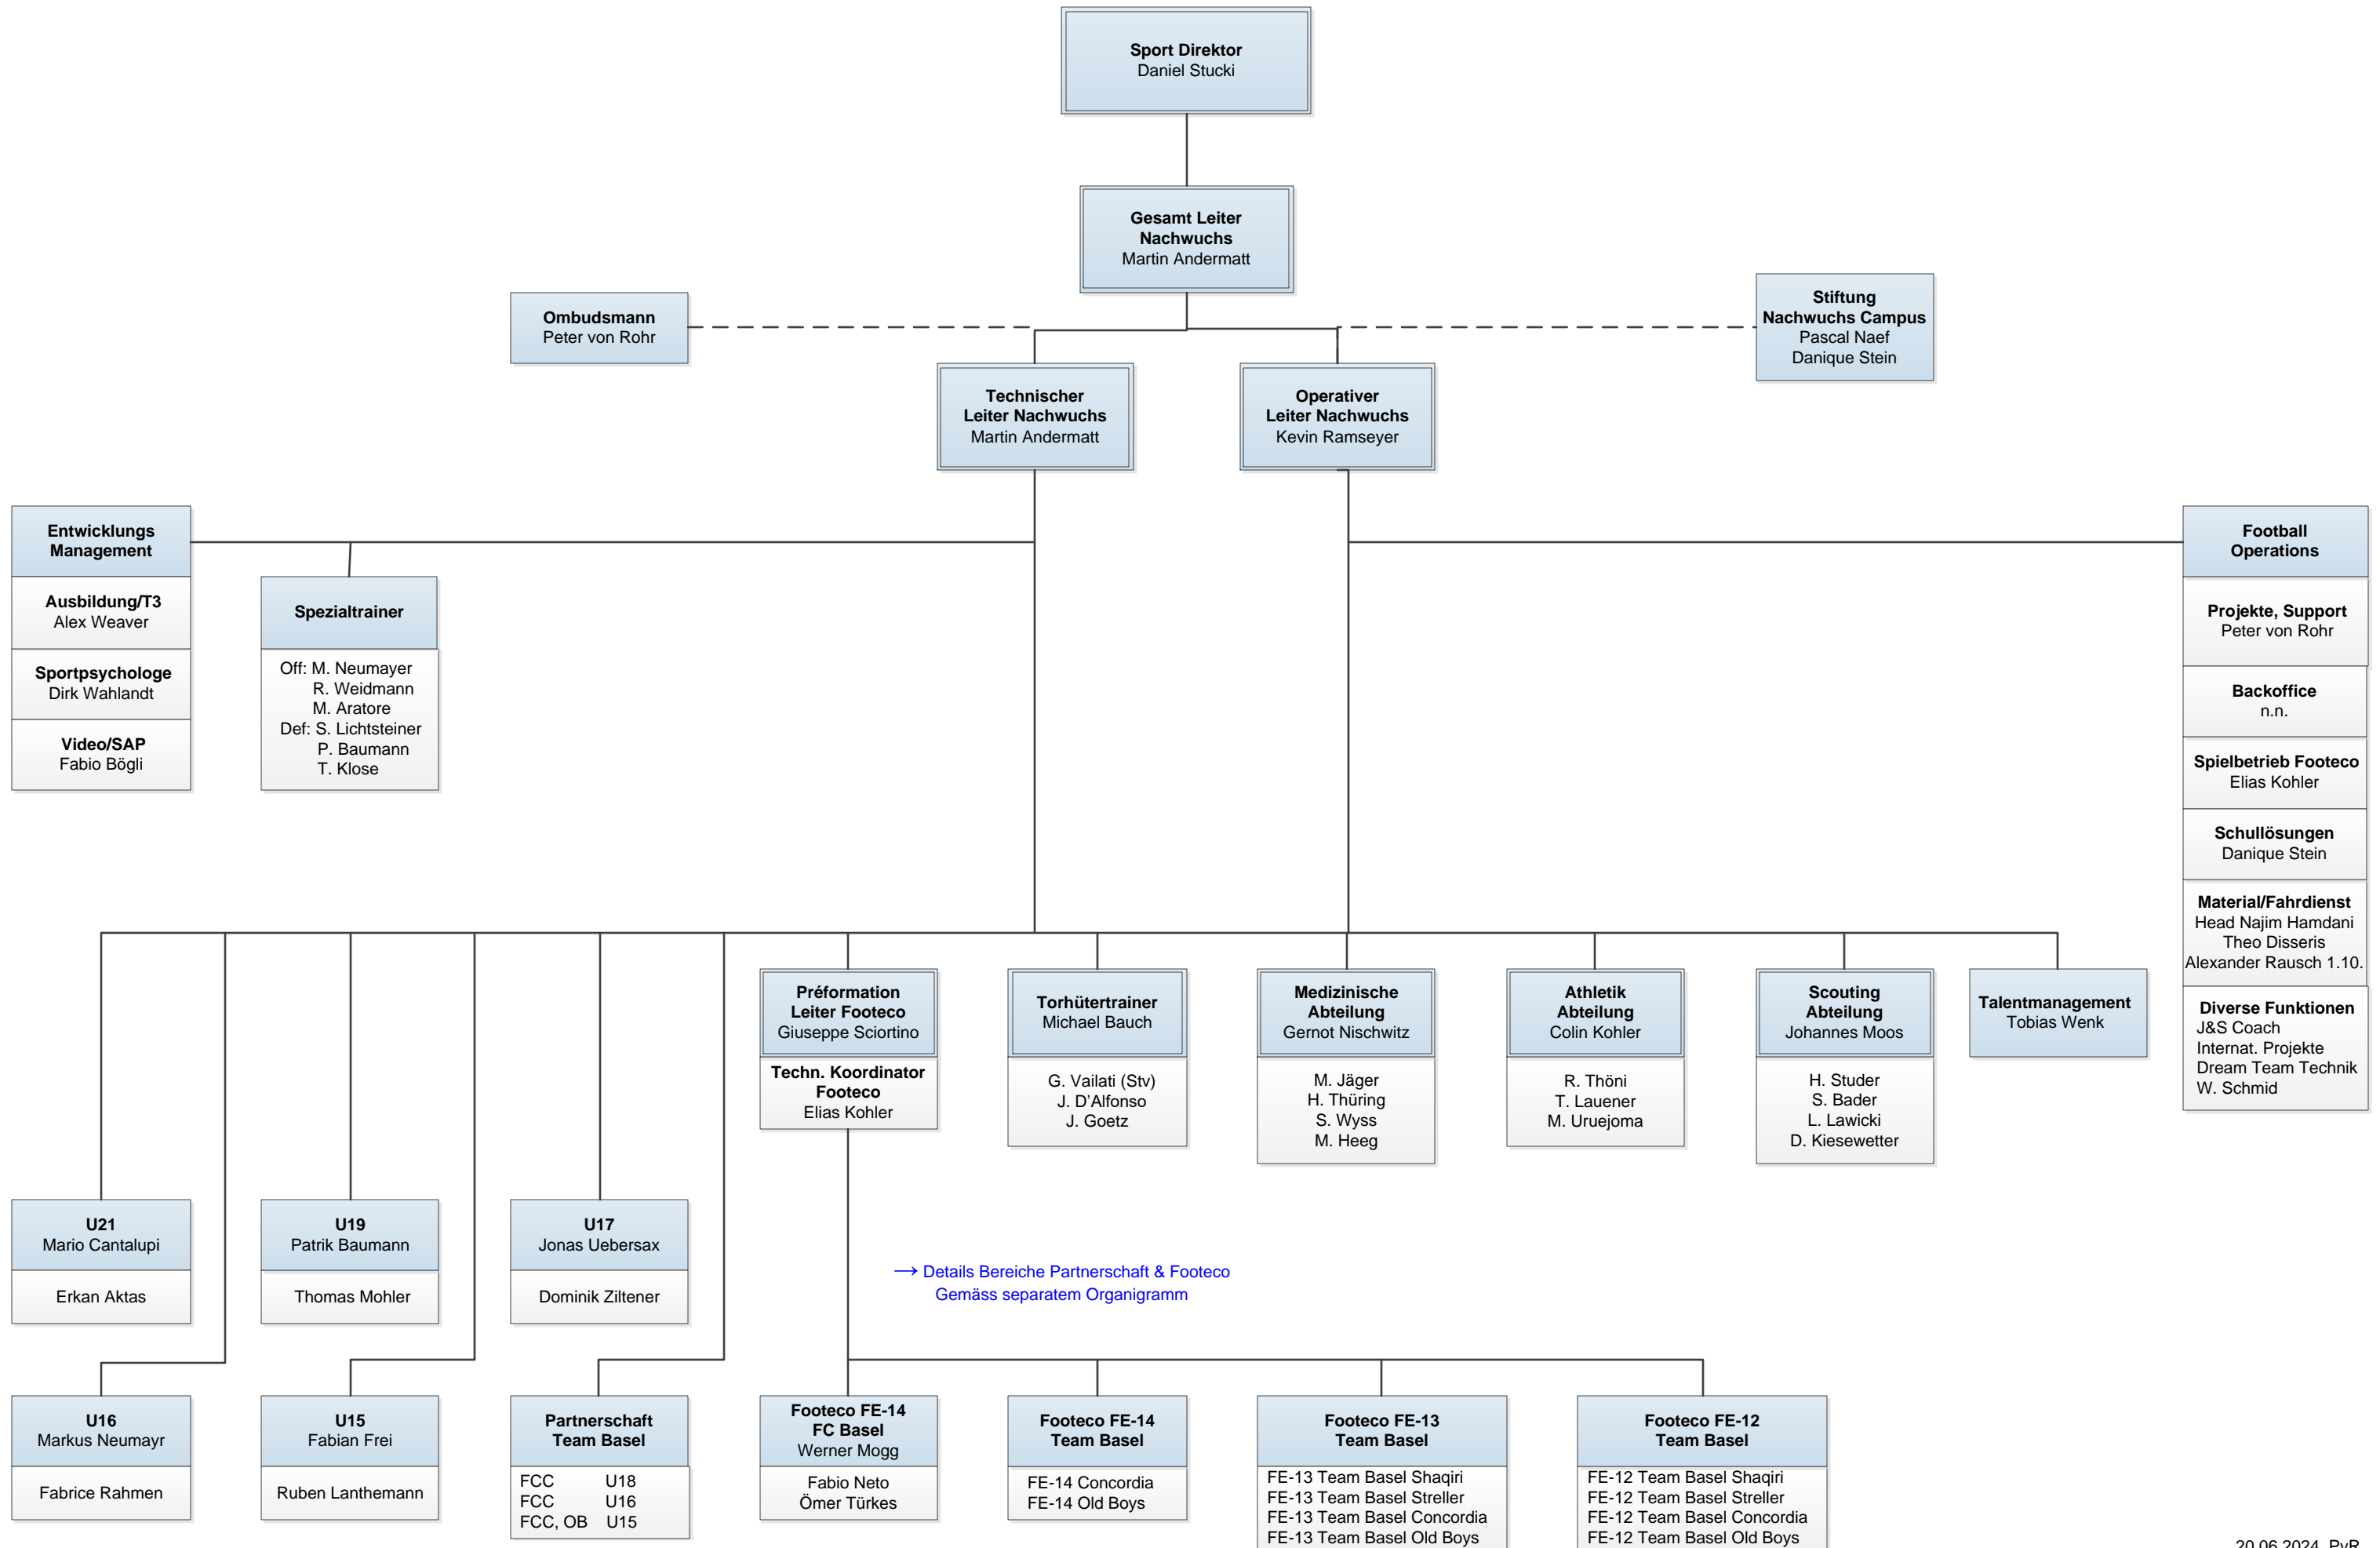 Sport Direktor
Daniel Stucki
Gesamt Leiter
Nachwuchs
Martin Andermatt
Ombudsmann
Peter von Rohr
Stiftung
Nachwuchs Campus
Pascal Naef
Danique Stein
Technischer
Leiter Nachwuchs
Martin Andermatt
Operativer
Leiter Nachwuchs
Kevin Ramseyer
Entwicklungs
Management
Ausbildung/T3
Alex Weaver
Sportpsychologe
Dirk Wahlandt
Video/SAP
Fabio Bögli
Spezialtrainer
Off: M. Neumayer
R. Weidmann
M. Aratore
Def: S. Lichtsteiner
P. Baumann
T. Klose
Football
Operations
Projekte, Support
Peter von Rohr
Backoffice
n.n.
Spielbetrieb Footeco
Elias Kohler
Schullösungen
Danique Stein
Material/Fahrdienst
Head Najim Hamdani
Theo Disseris
Alexander Rausch 1.10.
Diverse Funktionen
J&S Coach
Internat. Projekte
Dream Team Technik
W. Schmid
Préformation
Leiter Footeco
Giuseppe Sciortino
Techn. Koordinator
Footeco
Elias Kohler
Torhütertrainer
Michael Bauch
G. Vailati (Stv)
J. D'Alfonso
J. Goetz
Medizinische
Abteilung
Gernot Nischwitz
M. Jäger
H. Thüring
S. Wyss
M. Heeg
Athletik
Abteilung
Colin Kohler
R. Thöni
T. Lauener
M. Uruejoma
Scouting
Abteilung
Johannes Moos
H. Studer
S. Bader
L. Lawicki
D. Kiesewetter
Talentmanagement
Tobias Wenk
U21
Mario Cantalupi
Erkan Aktas
U19
Patrik Baumann
Thomas Mohler
U17
Jonas Uebersax
Dominik Ziltener
→ Details Bereiche Partnerschaft & Footeco
Gemäss separatem Organigramm
U16
Markus Neumayr
Fabrice Rahmen
U15
Fabian Frei
Ruben Lanthemann
Partnerschaft
Team Basel
FCC U18
FCC U16
FCC, OB U15
Footeco FE-14
FC Basel
Werner Mogg
Fabio Neto
Ömer Türkes
Footeco FE-14
Team Basel
FE-14 Concordia
FE-14 Old Boys
Footeco FE-13
Team Basel
FE-13 Team Basel Shaqiri
FE-13 Team Basel Streller
FE-13 Team Basel Concordia
FE-13 Team Basel Old Boys
Footeco FE-12
Team Basel
FE-12 Team Basel Shaqiri
FE-12 Team Basel Streller
FE-12 Team Basel Concordia
FE-12 Team Basel Old Boys
20.06.2024, PvR